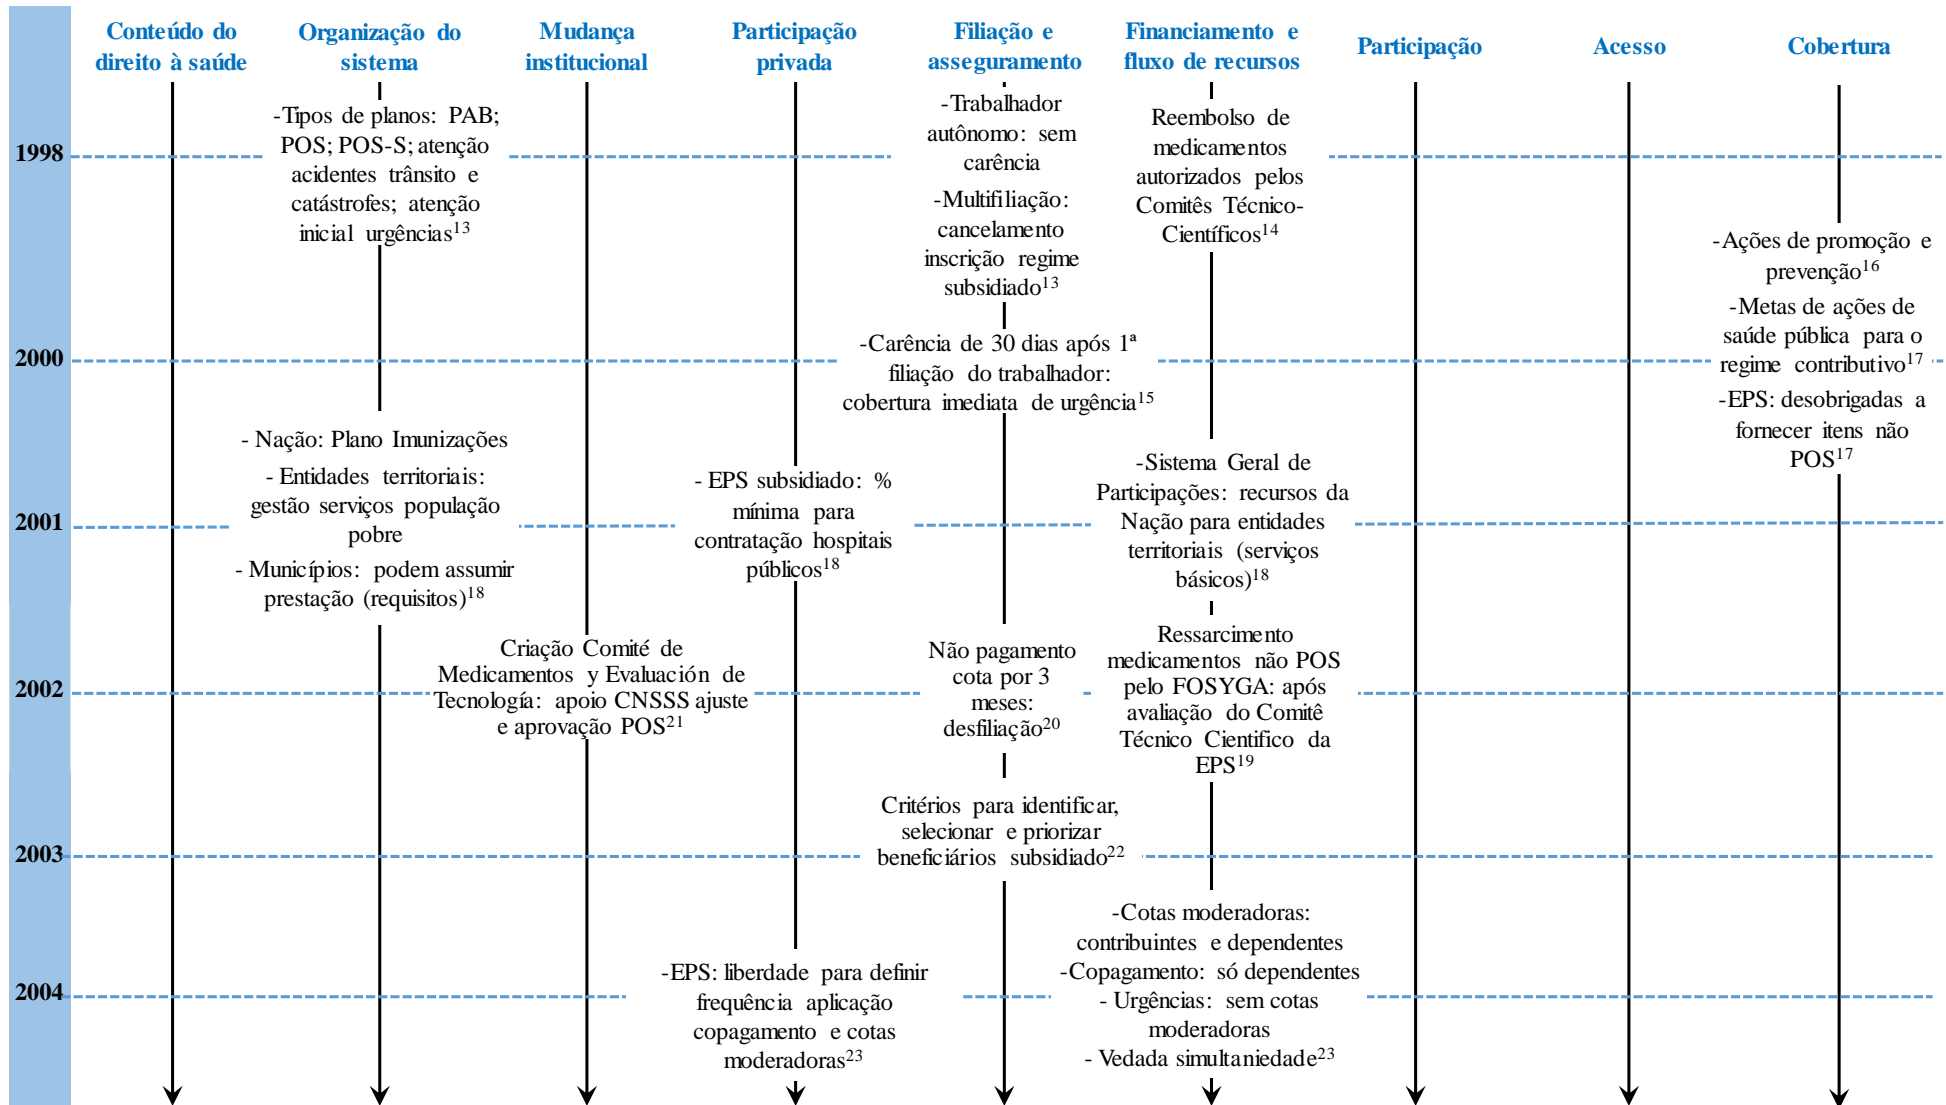 Conteúdo do
direito à saúde
Organização do
sistema
Mudança
institucional
Participação
privada
Filiação e
asseguramento
Financiamento e
fluxo de recursos
Participação
Acesso
Cobertura
1998
-Tipos de planos: PAB;
POS; POS-S; atenção
acidentes trânsito e
catástrofes; atenção
inicial urgências13
-Trabalhador
autônomo: sem
carência
-Multifiliação:
cancelamento
inscrição regime
subsidiado13
Reembolso de
medicamentos
autorizados pelos
Comitês Técnico-
Científicos14
2000
-Carência de 30 dias após 1ª
filiação do trabalhador:
cobertura imediata de urgência15
-Ações de promoção e
prevenção16
-Metas de ações de
saúde pública para o
regime contributivo17
-EPS: desobrigadas a
fornecer itens não
POS17
2001
- Nação: Plano Imunizações
- Entidades territoriais:
gestão serviços população
pobre
- Municípios: podem assumir
prestação (requisitos)18
- EPS subsidiado: %
mínima para
contratação hospitais
públicos18
-Sistema Geral de
Participações: recursos da
Nação para entidades
territoriais (serviços
básicos)18
2002
Criação Comité de
Medicamentos y Evaluación de
Tecnología: apoio CNSSS ajuste
e aprovação POS21
Não pagamento
cota por 3
meses:
desfiliação20
Ressarcimento
medicamentos não POS
pelo FOSYGA: após
avaliação do Comitê
Técnico Cientifico da
EPS19
2003
Critérios para identificar,
selecionar e priorizar
beneficiários subsidiado22
2004
-EPS: liberdade para definir
frequência aplicação
copagamento e cotas
moderadoras23
-Cotas moderadoras:
contribuintes e dependentes
-Copagamento: só dependentes
- Urgências: sem cotas
moderadoras
- Vedada simultaniedade23